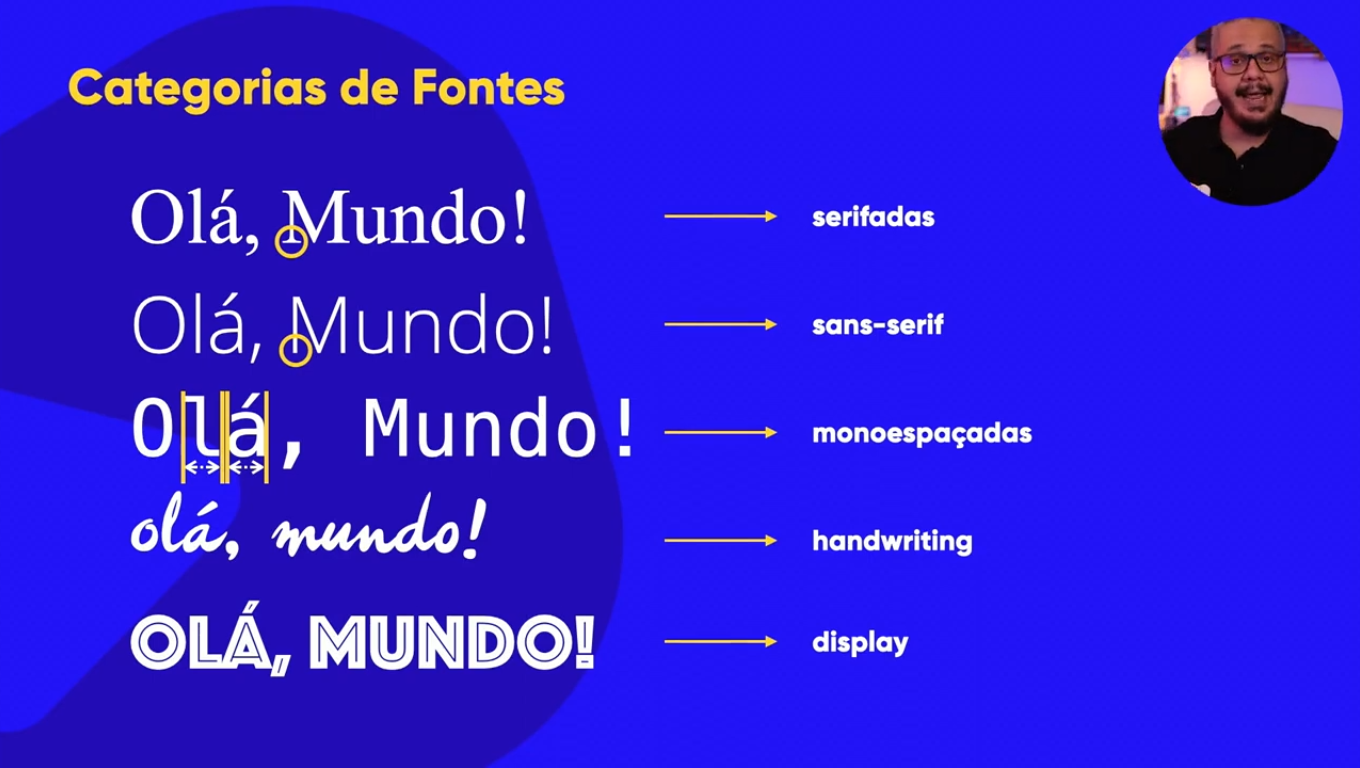 Categorias de Fontes
Olá, Mundo!
serifadas
Olá, Mundo!
sans-serif
Olá, Mundo!
monoespaçadas
olá, mundo!
handwriting
OLÁ, MUNDO!
display